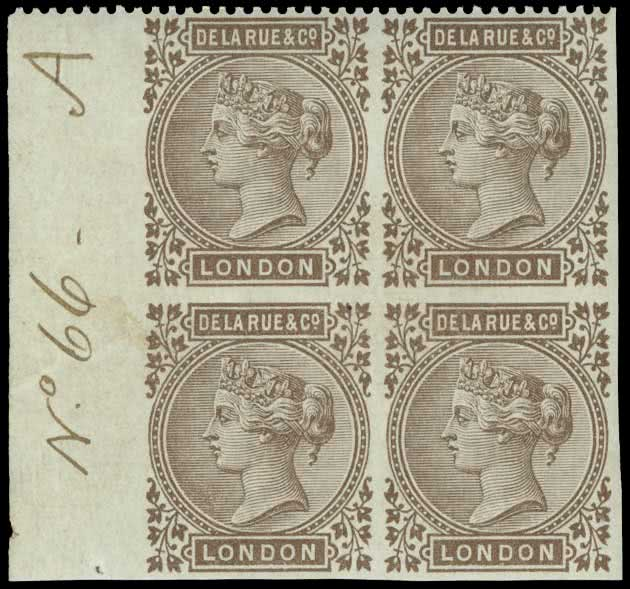 No 66 - A
DE LA RUE & Co DE LA RUE & Co
LONDON LONDON
DE LA RUE & Co DE LA RUE & Co
LONDON LONDON